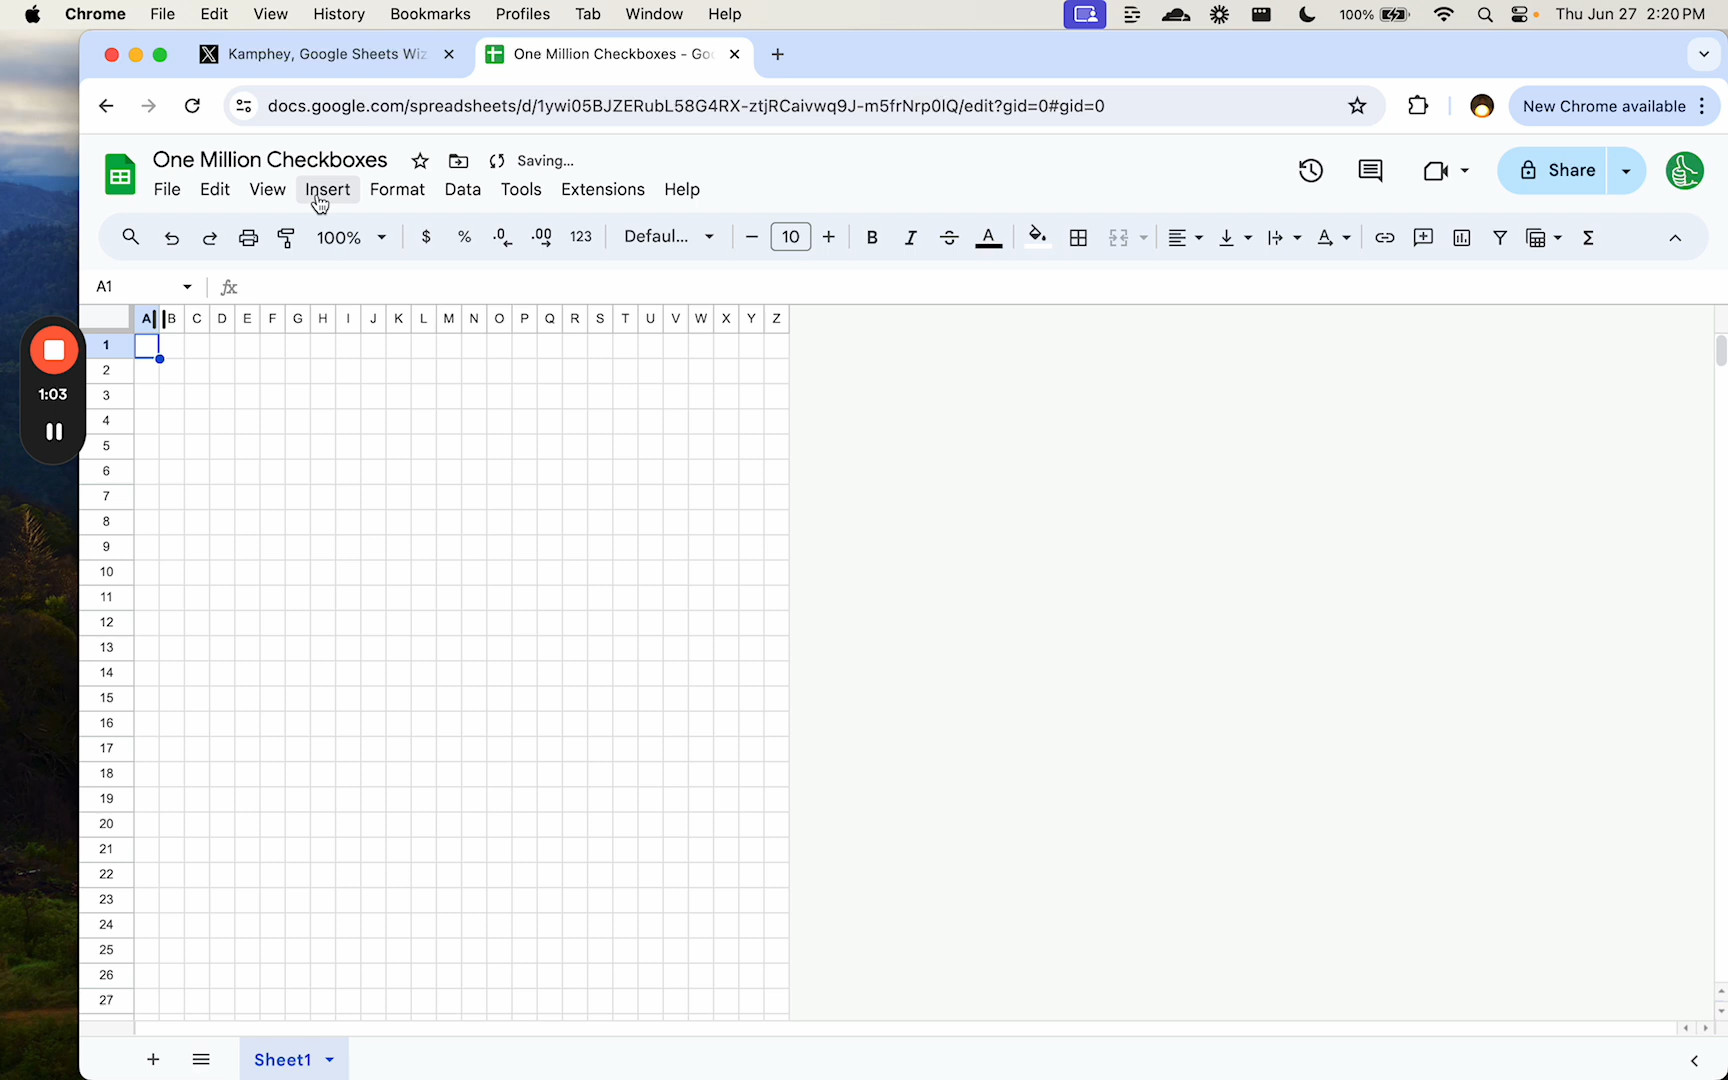 Chrome File Edit View History Bookmarks Profiles Tab Window Help 100% Thu Jun 27 2:20 PM
Kamphey, Google Sheets Wiz
One Million Checkboxes - Goo
docs.google.com/spreadsheets/d/1ywi05BJZERubL58G4RX-ztjRCaivwq9J-m5frNrp0IQ/edit?gid=0#gid=0
New Chrome available
One Million Checkboxes Saving...
File Edit View Insert Format Data Tools Extensions Help
Share
100% $ % .0 .00 123 Defaul... 10 B I S A
A1 fx
A B C D E F G H I J K L M N O P Q R S T U V W X Y Z
1
2
3
1:03
4
5
6
7
8
9
10
11
12
13
14
15
16
17
18
19
20
21
22
23
24
25
26
27
Sheet1